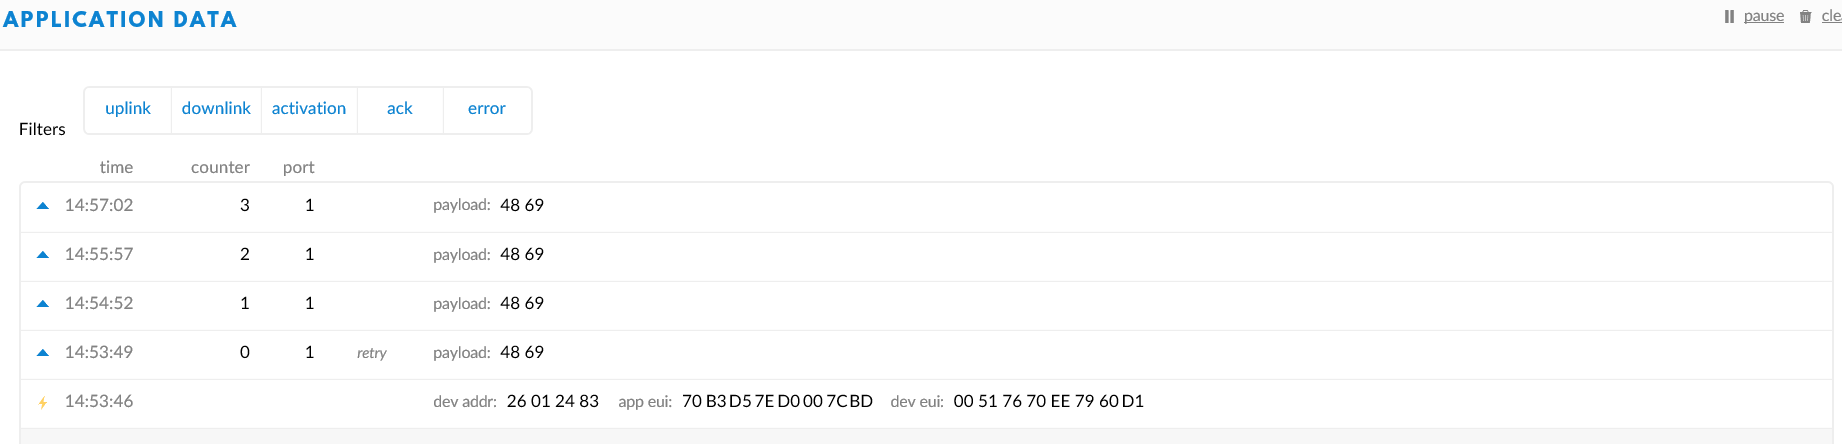 APPLICATION DATA
pause
Filters uplink downlink activation ack error
time counter port
14:57:02 3 1 payload: 48 69
14:55:57 2 1 payload: 48 69
14:54:52 1 1 payload: 48 69
14:53:49 0 1 retry payload: 48 69
14:53:46 dev addr: 26 01 24 83 app eui: 70 B3 D5 7E D0 00 7C BD dev eui: 00 51 76 70 EE 79 60 D1